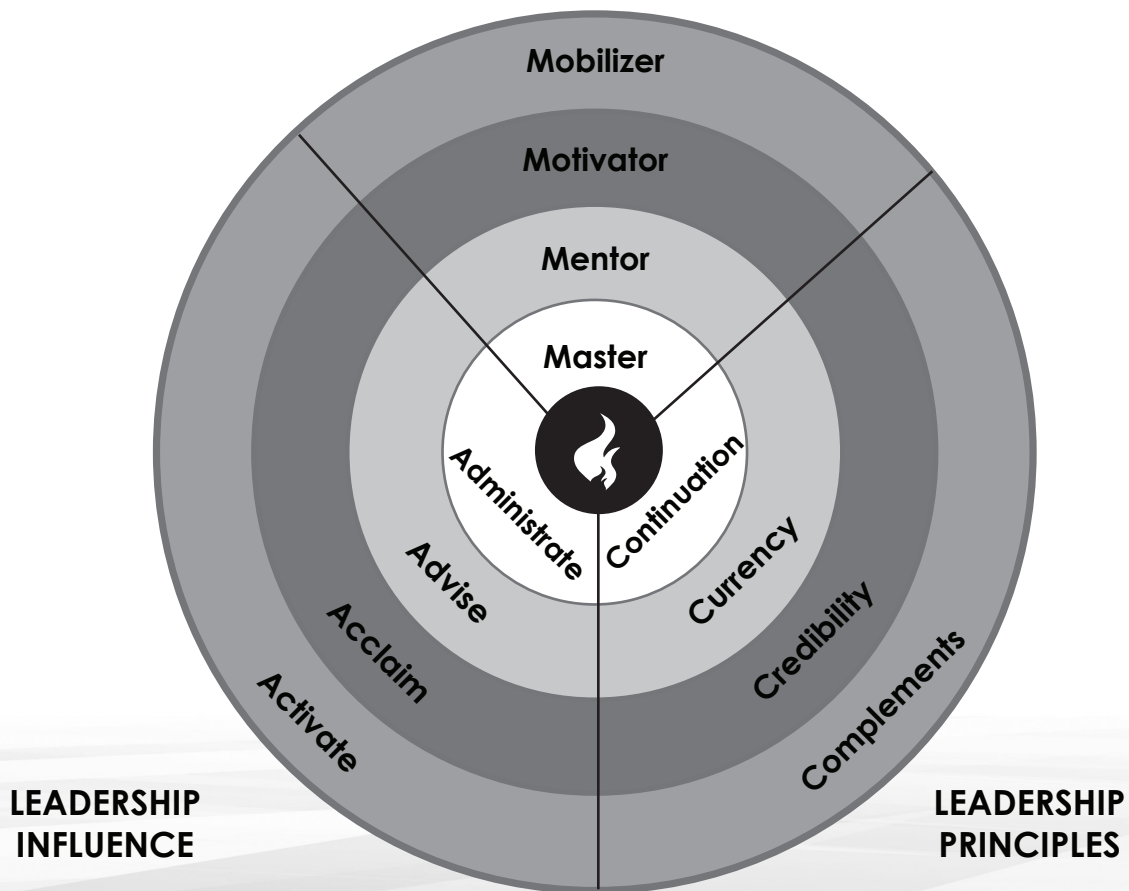 Mobilizer
Motivator
Mentor
Master
Administrate
Continuation
Advise
Currency
Acclaim
Credibility
Activate
Complements
LEADERSHIP
INFLUENCE
LEADERSHIP
PRINCIPLES